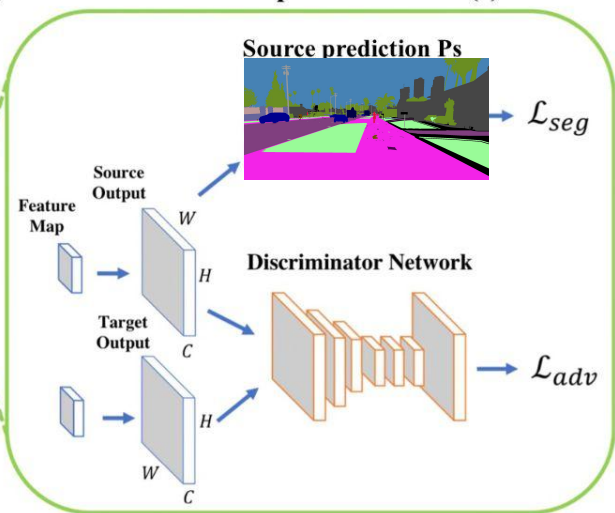 Source prediction Ps
ℒseg
Source
Output
Feature
Map
W
H
C
Discriminator Network
Target
Output
H
W
C
ℒadv